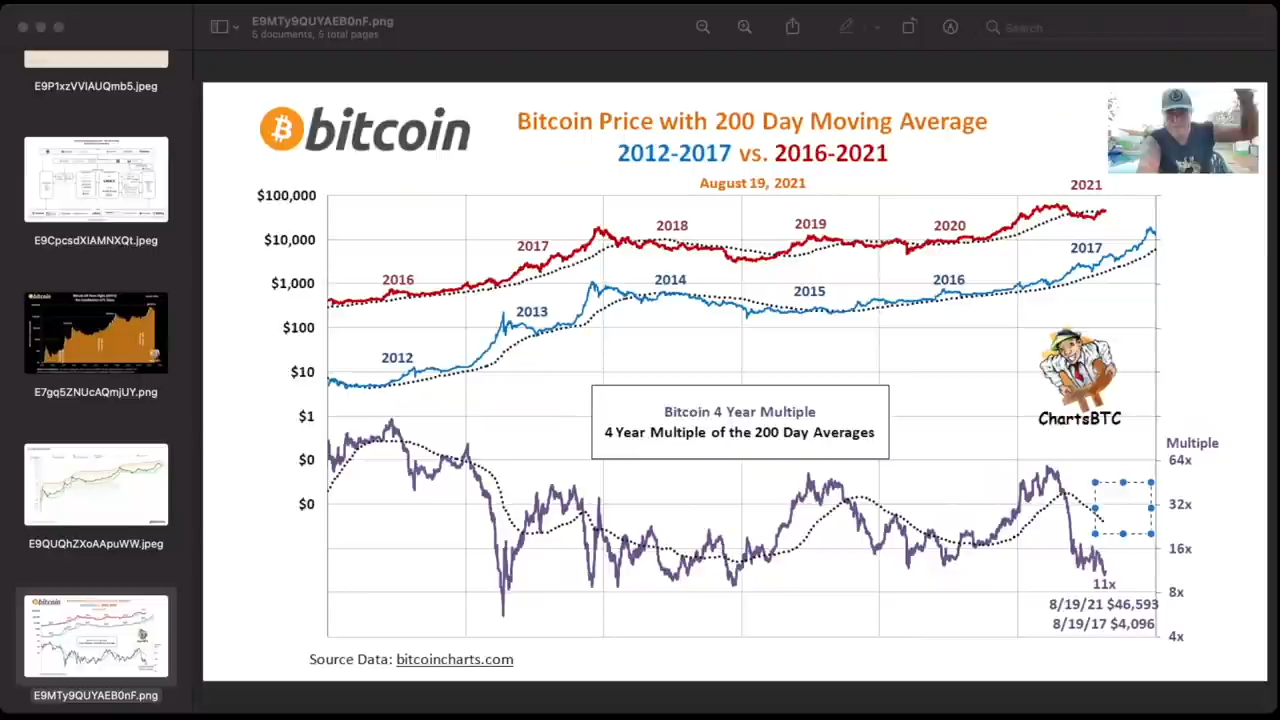 E9MTy9QUYAEB0nF.png
5 documents, 5 total pages
Search
E9P1xzVVIAUQmb5.jpeg
E9CpcsdXIAMNXQt.jpeg
bitcoin
E7gq5ZNUcAQmjUY.png
E9QUQhZXoAApuWW.jpeg
bitcoin
E9MTy9QUYAEB0nF.png
bitcoin
Bitcoin Price with 200 Day Moving Average
2012-2017 vs. 2016-2021
August 19, 2021
$100,000
$10,000
$1,000
$100
$10
$1
$0
$0
2016
2017
2018
2019
2020
2021
2012
2013
2014
2015
2016
2017
ChartsBTC
Bitcoin 4 Year Multiple
4 Year Multiple of the 200 Day Averages
Multiple
64x
32x
16x
8x
4x
11x
8/19/21 $46,593
8/19/17 $4,096
Source Data: bitcoincharts.com